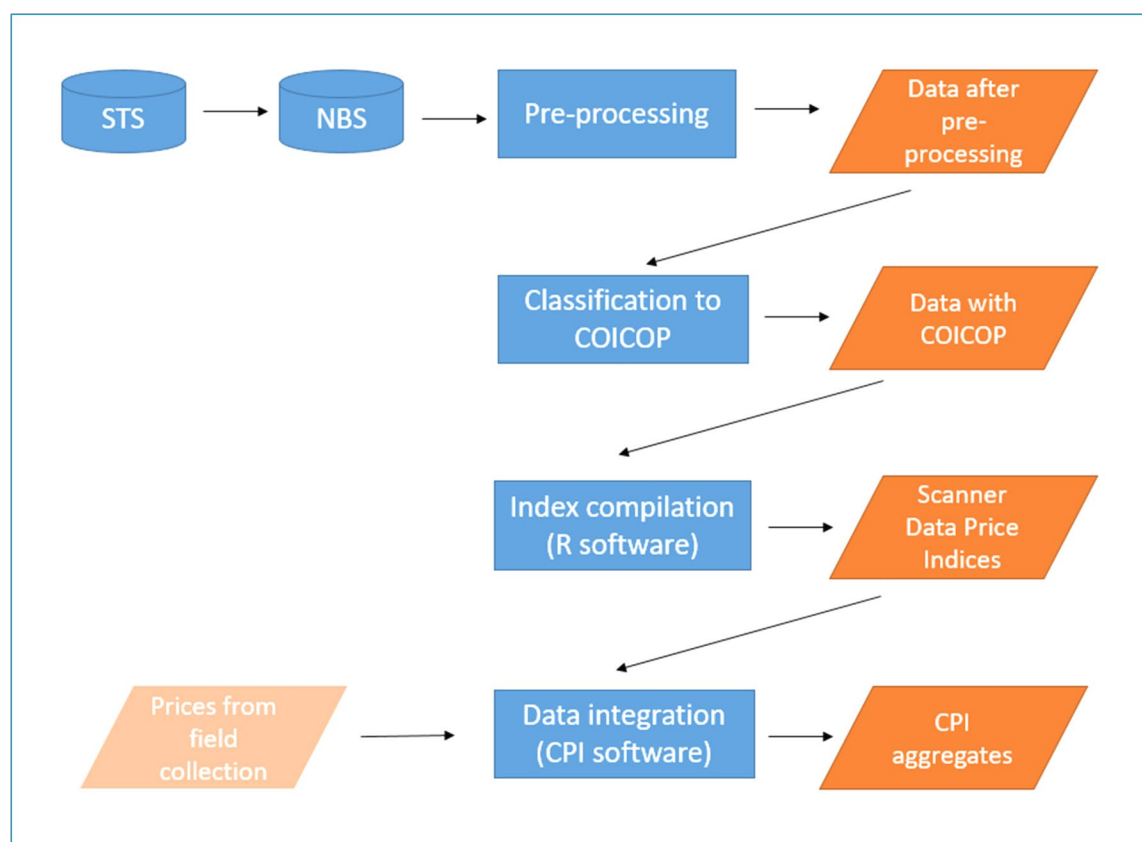 STS
NBS
Pre-processing
Data after
pre-
processing
Classification to
COICOP
Data with
COICOP
Index compilation
(R software)
Scanner
Data Price
Indices
Prices from
field
collection
Data integration
(CPI software)
CPI
aggregates